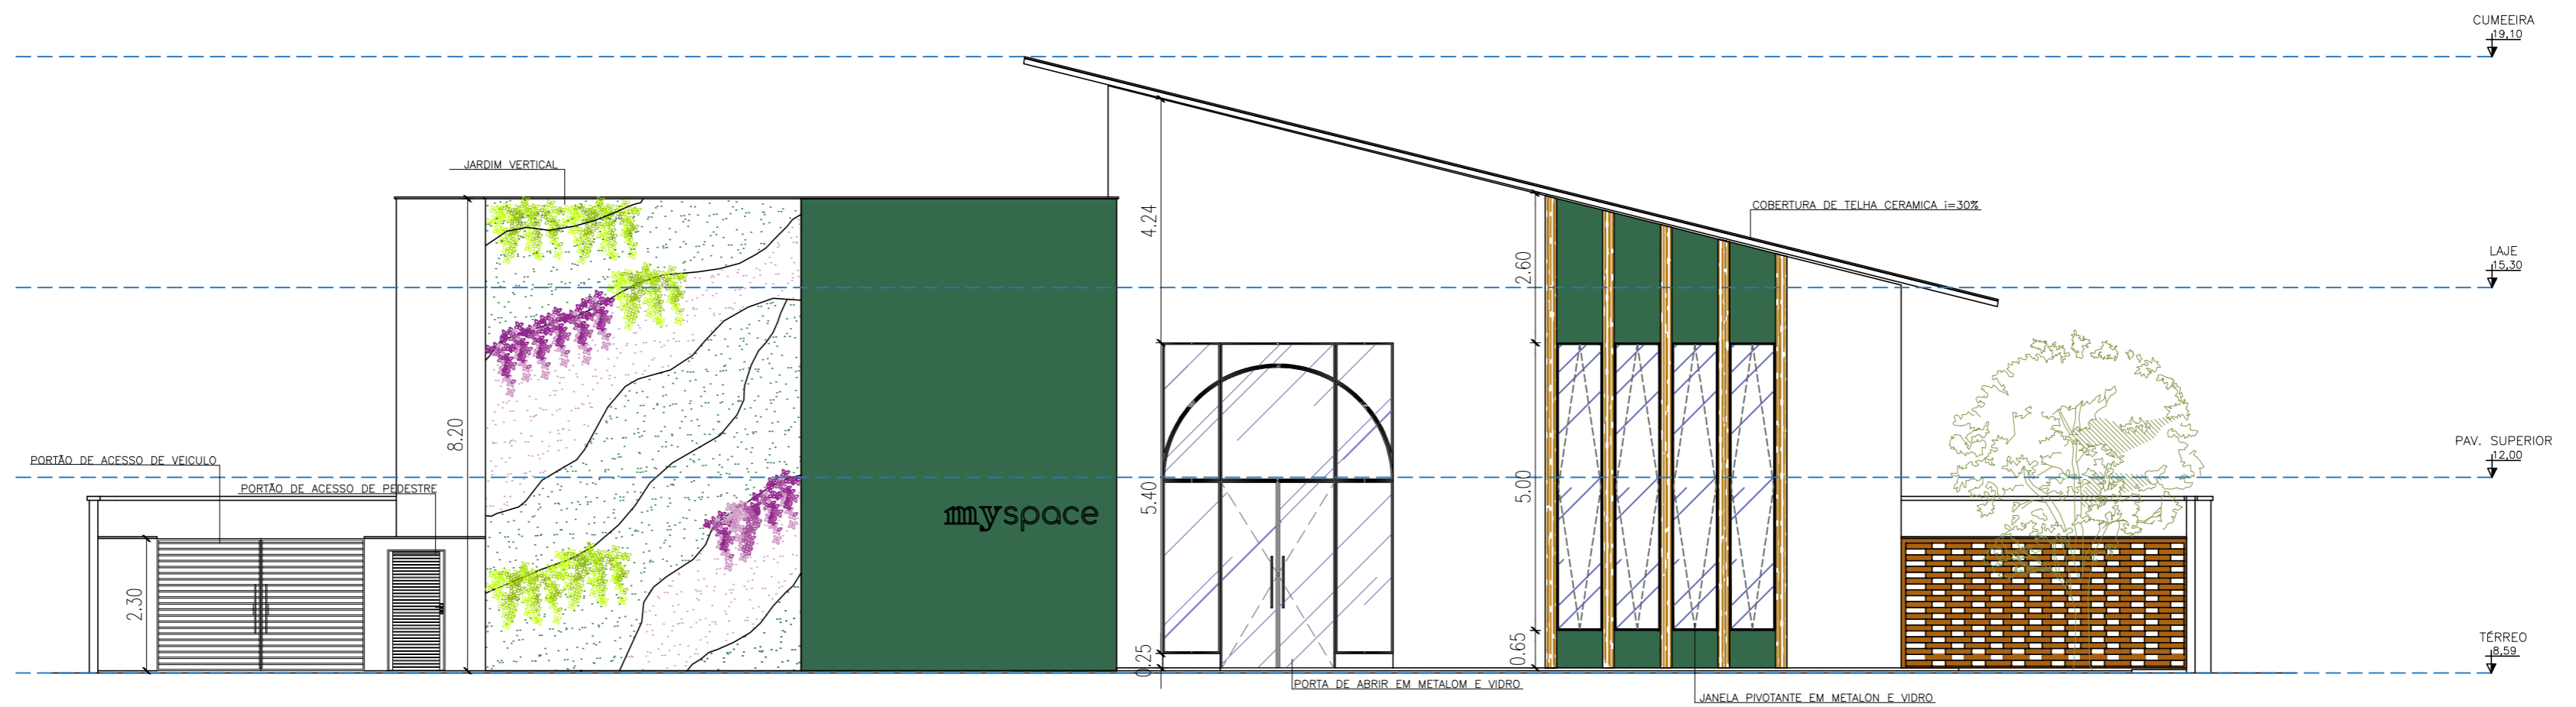 CUMEEIRA
19,10
JARDIM VERTICAL
COBERTURA DE TELHA CERAMICA i=30%
4.24
LAJE
15,30
2.60
8.20
PAV. SUPERIOR
12,00
PORTÃO DE ACESSO DE VEICULO
PORTÃO DE ACESSO DE PEDESTRE
5.40
5.00
myspace
2.30
TÉRREO
8,59
0.25
0.65
PORTA DE ABRIR EM METALOM E VIDRO
JANELA PIVOTANTE EM METALON E VIDRO